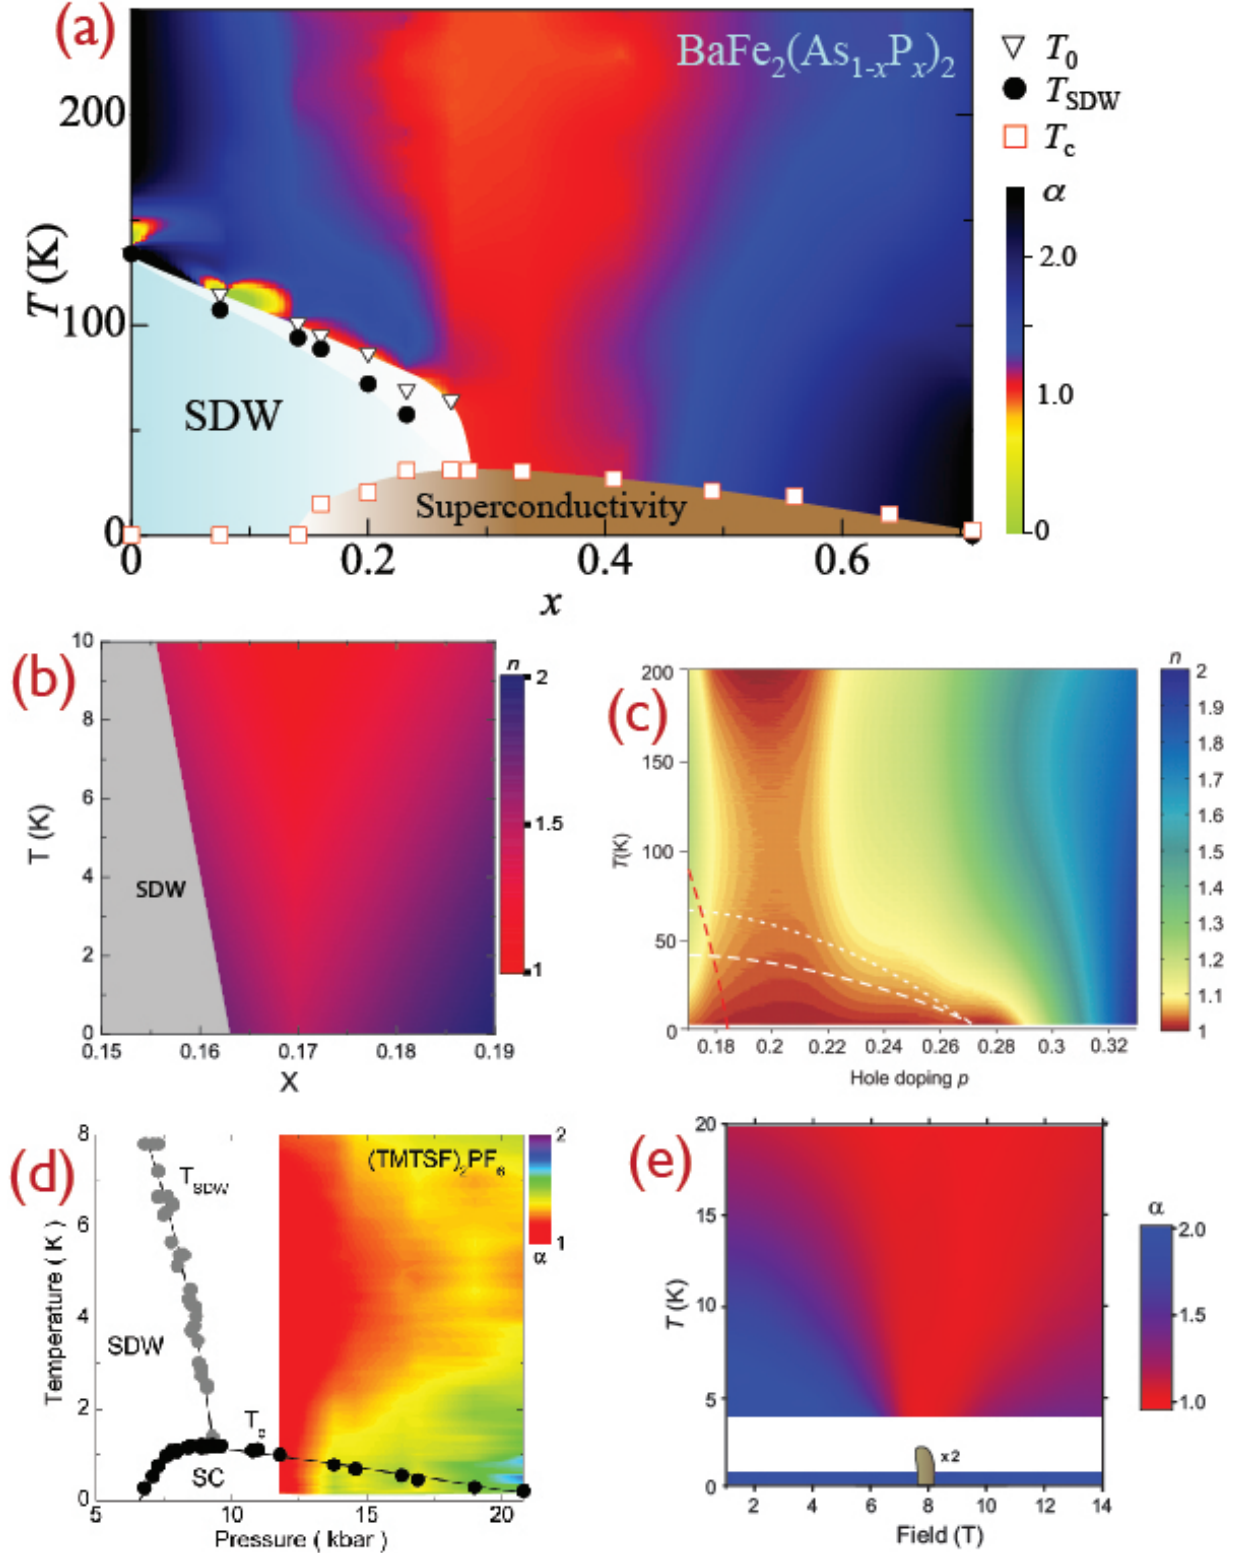 (a)
BaFe₂(As₁₋ₓPₓ)₂
T₀
T_SDW
T_c
α
2.0
1.0
0
200
100
0
T (K)
SDW
Superconductivity
0
0.2
0.4
0.6
x
(b)
10
8
6
4
2
0
T (K)
SDW
0.15
0.16
0.17
0.18
0.19
X
n
2
1.5
1
(c)
200
150
100
50
0
T(K)
0.18
0.2
0.22
0.24
0.26
0.28
0.3
0.32
Hole doping p
n
2
1.9
1.8
1.7
1.6
1.5
1.4
1.3
1.2
1.1
1
(d)
8
6
4
2
0
Temperature ( K )
T_SDW
(TMTSF)₂PF₆
2
1
α
SDW
T_c
SC
5
10
15
20
Pressure ( kbar )
(e)
20
15
10
5
0
T (K)
x2
2
4
6
8
10
12
14
Field (T)
α
2.0
1.5
1.0